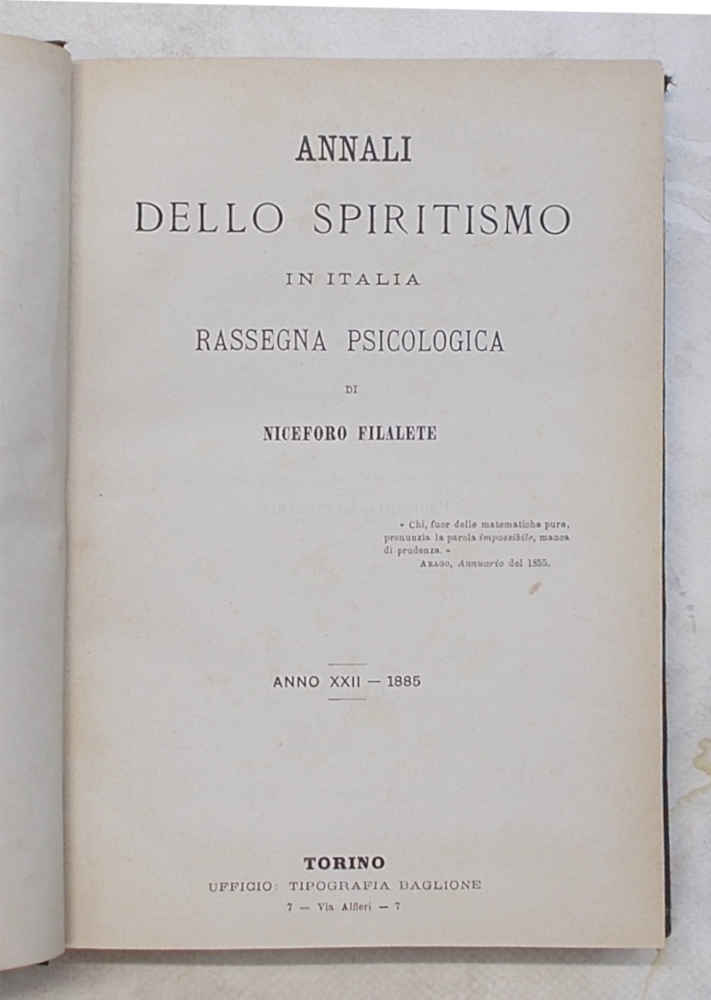 ANNALI
DELLO SPIRITISMO
IN ITALIA
RASSEGNA PSICOLOGICA
DI
NICEFORO FILALETE
« Chi, fuor delle matematiche pure,
pronunzia la parola impossibile, manca
di prudenza. »
ARAGO, Annuario del 1855.
ANNO XXII — 1885
TORINO
UFFICIO: TIPOGRAFIA BAGLIONE
7 — Via Alfieri — 7